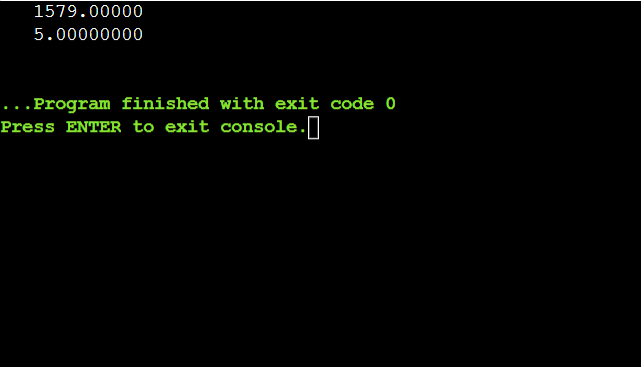 1579.00000
5.00000000
...Program finished with exit code 0
Press ENTER to exit console.